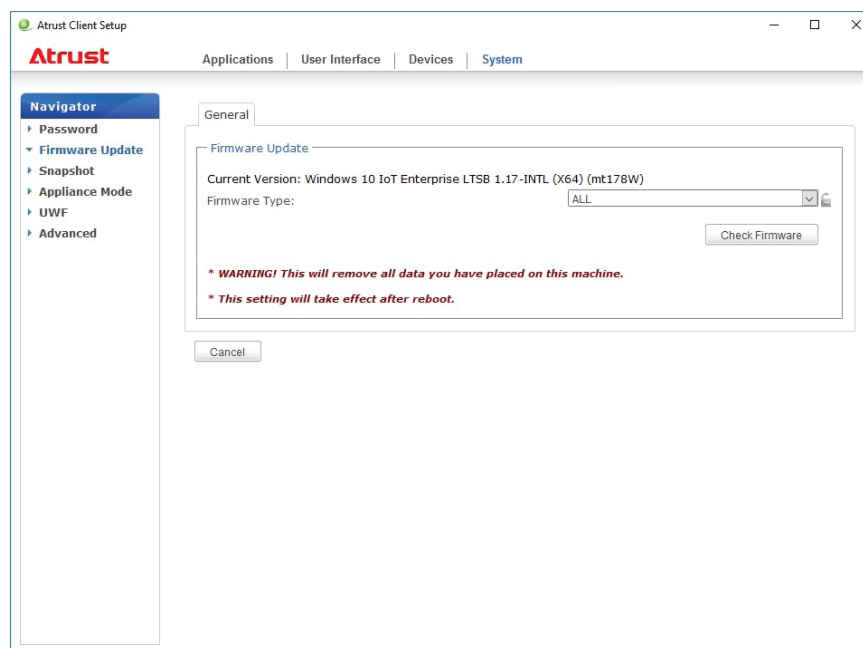 Atrust Client Setup
Atrust
Applications | User Interface | Devices | System
Navigator
Password
Firmware Update
Snapshot
Appliance Mode
UWF
Advanced
General
Firmware Update
Current Version: Windows 10 IoT Enterprise LTSB 1.17-INTL (X64) (mt178W)
Firmware Type: ALL
Check Firmware
* WARNING! This will remove all data you have placed on this machine.
* This setting will take effect after reboot.
Cancel